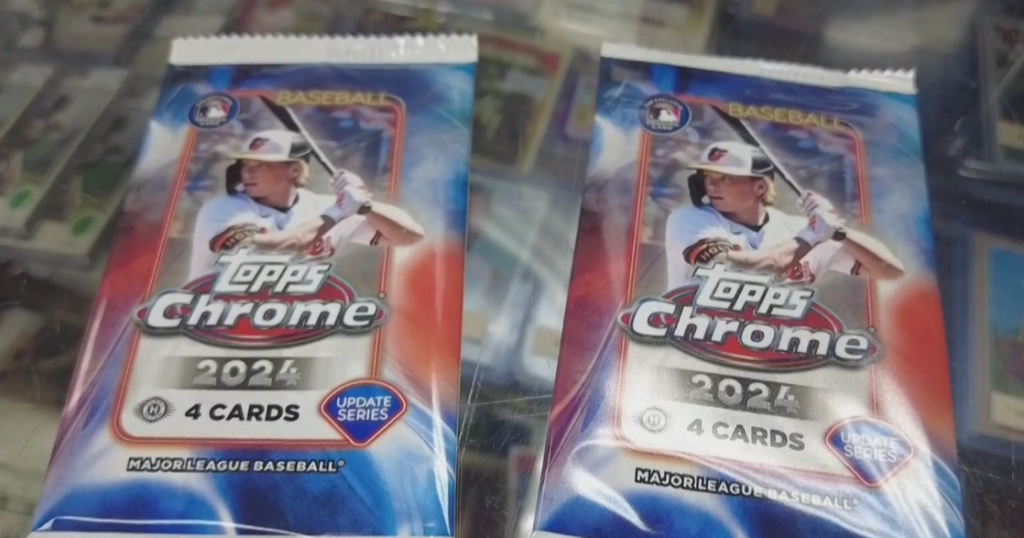 BASEBALL
TOPPS
Chrome®
2024
4 CARDS
UPDATE
SERIES
MAJOR LEAGUE BASEBALL®
BASEBALL
TOPPS
Chrome®
2024
4 CARDS
UPDATE
SERIES
MAJOR LEAGUE BASEBALL®